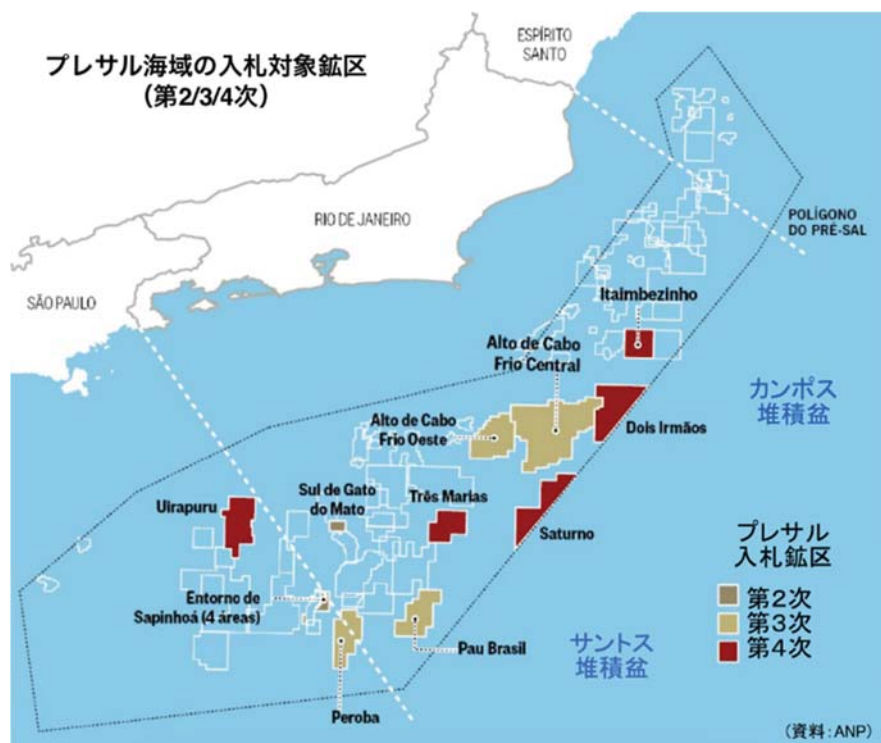 プレサル海域の入札対象鉱区
(第2/3/4次)
ESPÍRITO
SANTO
RIO DE JANEIRO
POLÍGONO
DO PRÉ-SAL
SÃO PAULO
Itaimbezinho
Alto de Cabo
Frio Central
カンポス
堆積盆
Alto de Cabo
Frio Oeste
Dois Irmãos
Uirapuru
Sul de Gato
do Mato
Três Marias
Saturno
プレサル
入札鉱区
第2次
第3次
第4次
Entorno de
Sapinhoá (4 áreas)
Pau Brasil
サントス
堆積盆
Peroba
(資料:ANP)